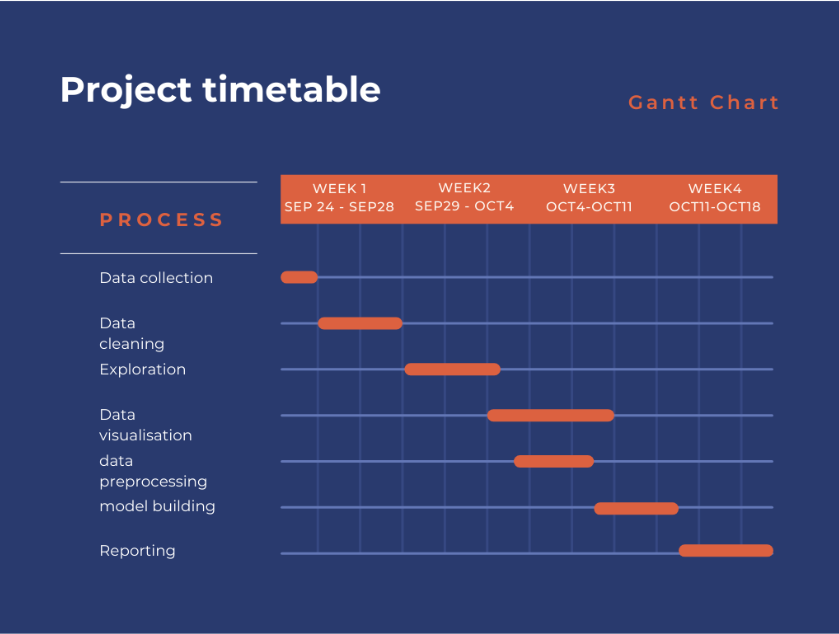 Project timetable
Gantt Chart
PROCESS
WEEK 1
SEP 24 - SEP28
WEEK2
SEP29 - OCT4
WEEK3
OCT4-OCT11
WEEK4
OCT11-OCT18
Data collection
Data
cleaning
Exploration
Data
visualisation
data
preprocessing
model building
Reporting